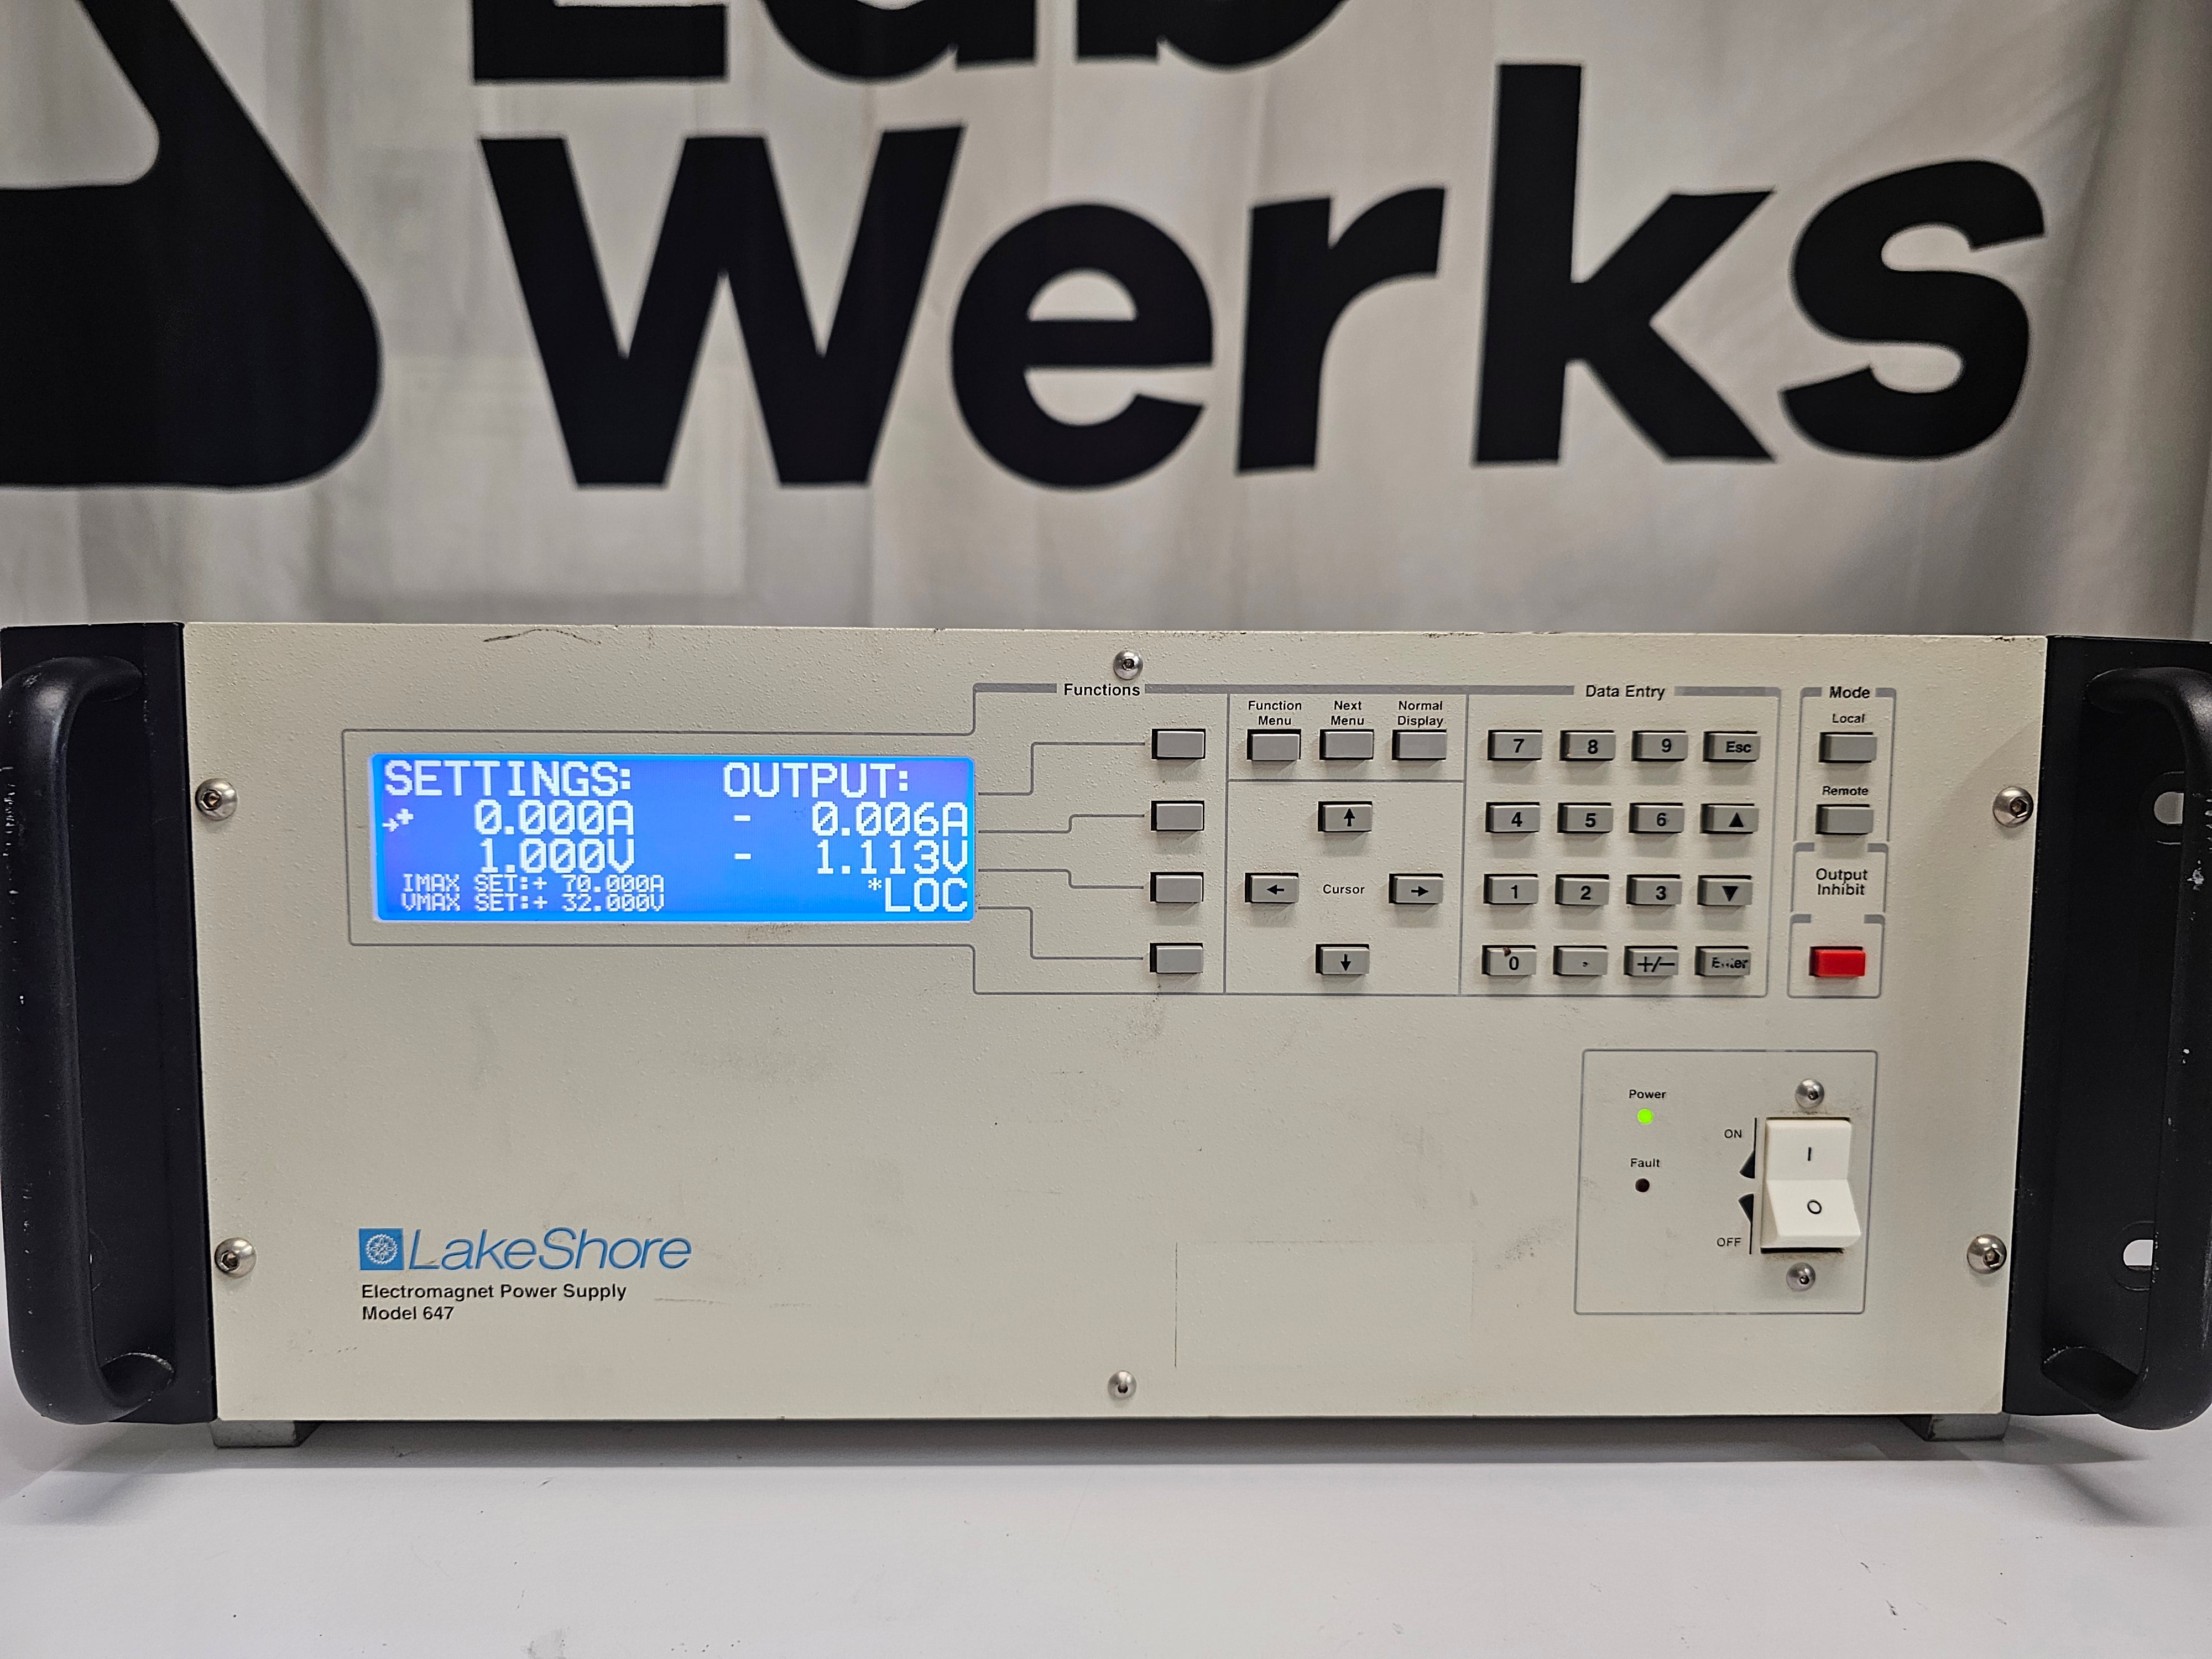 Lab
Werks
Functions
Data Entry
Mode
Function Menu
Next Menu
Normal Display
Local
7 8 9 Esc
Remote
4 5 6 ▲
Output Inhibit
← Cursor →
↑
↓
1 2 3 ▼
0 . +/− Enter
SETTINGS: OUTPUT:
→+ 0.000A - 0.006A
1.000V - 1.113V
IMAX SET:+ 70.000A
VMAX SET:+ 32.000V
*LOC
Power
ON
I
Fault
O
OFF
LakeShore
Electromagnet Power Supply
Model 647